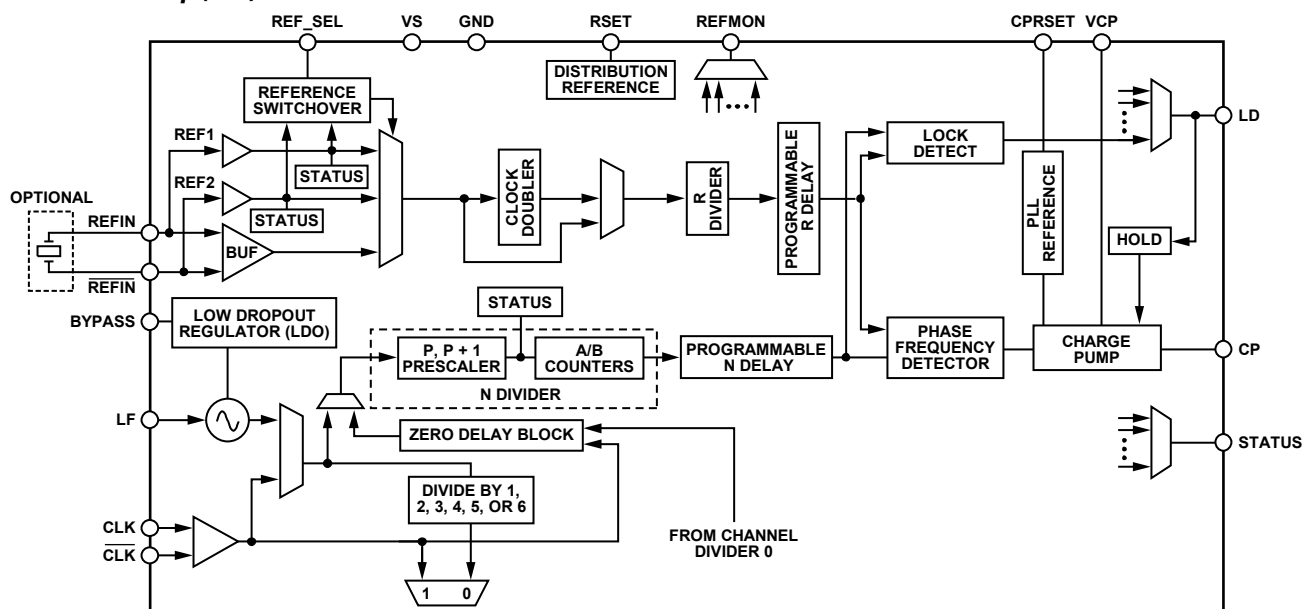 REF_SEL
VS
GND
RSET
REFMON
CPRSET
VCP
DISTRIBUTION
REFERENCE
REFERENCE
SWITCHOVER
REF1
STATUS
REF2
STATUS
OPTIONAL
REFIN
BUF
REFIN
CLOCK
DOUBLER
R
DIVIDER
PROGRAMMABLE
R DELAY
LOCK
DETECT
LD
PLL
REFERENCE
HOLD
BYPASS
LOW DROPOUT
REGULATOR (LDO)
STATUS
P, P + 1
PRESCALER
A/B
COUNTERS
N DIVIDER
PROGRAMMABLE
N DELAY
PHASE
FREQUENCY
DETECTOR
CHARGE
PUMP
CP
LF
ZERO DELAY BLOCK
STATUS
DIVIDE BY 1,
2, 3, 4, 5, OR 6
CLK
CLK
FROM CHANNEL
DIVIDER 0
1 0